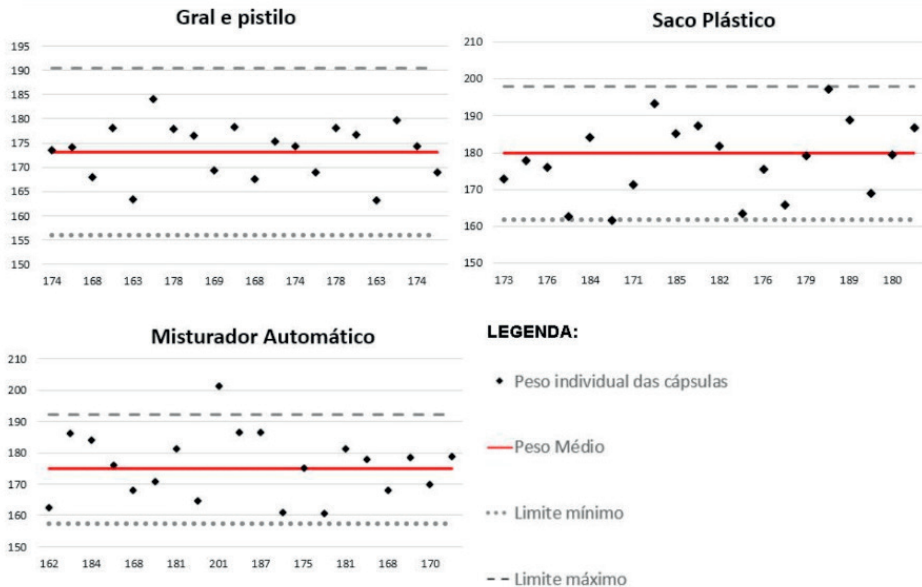 Gral e pistilo
195
190
185
180
175
170
165
160
155
150
174 168 163 178 169 168 174 178 163 174
Saco Plástico
210
200
190
180
170
160
150
173 176 184 171 185 182 176 179 189 180
Misturador Automático
210
200
190
180
170
160
150
162 184 168 181 201 187 175 181 168 170
LEGENDA:
Peso individual das cápsulas
Peso Médio
Limite mínimo
Limite máximo